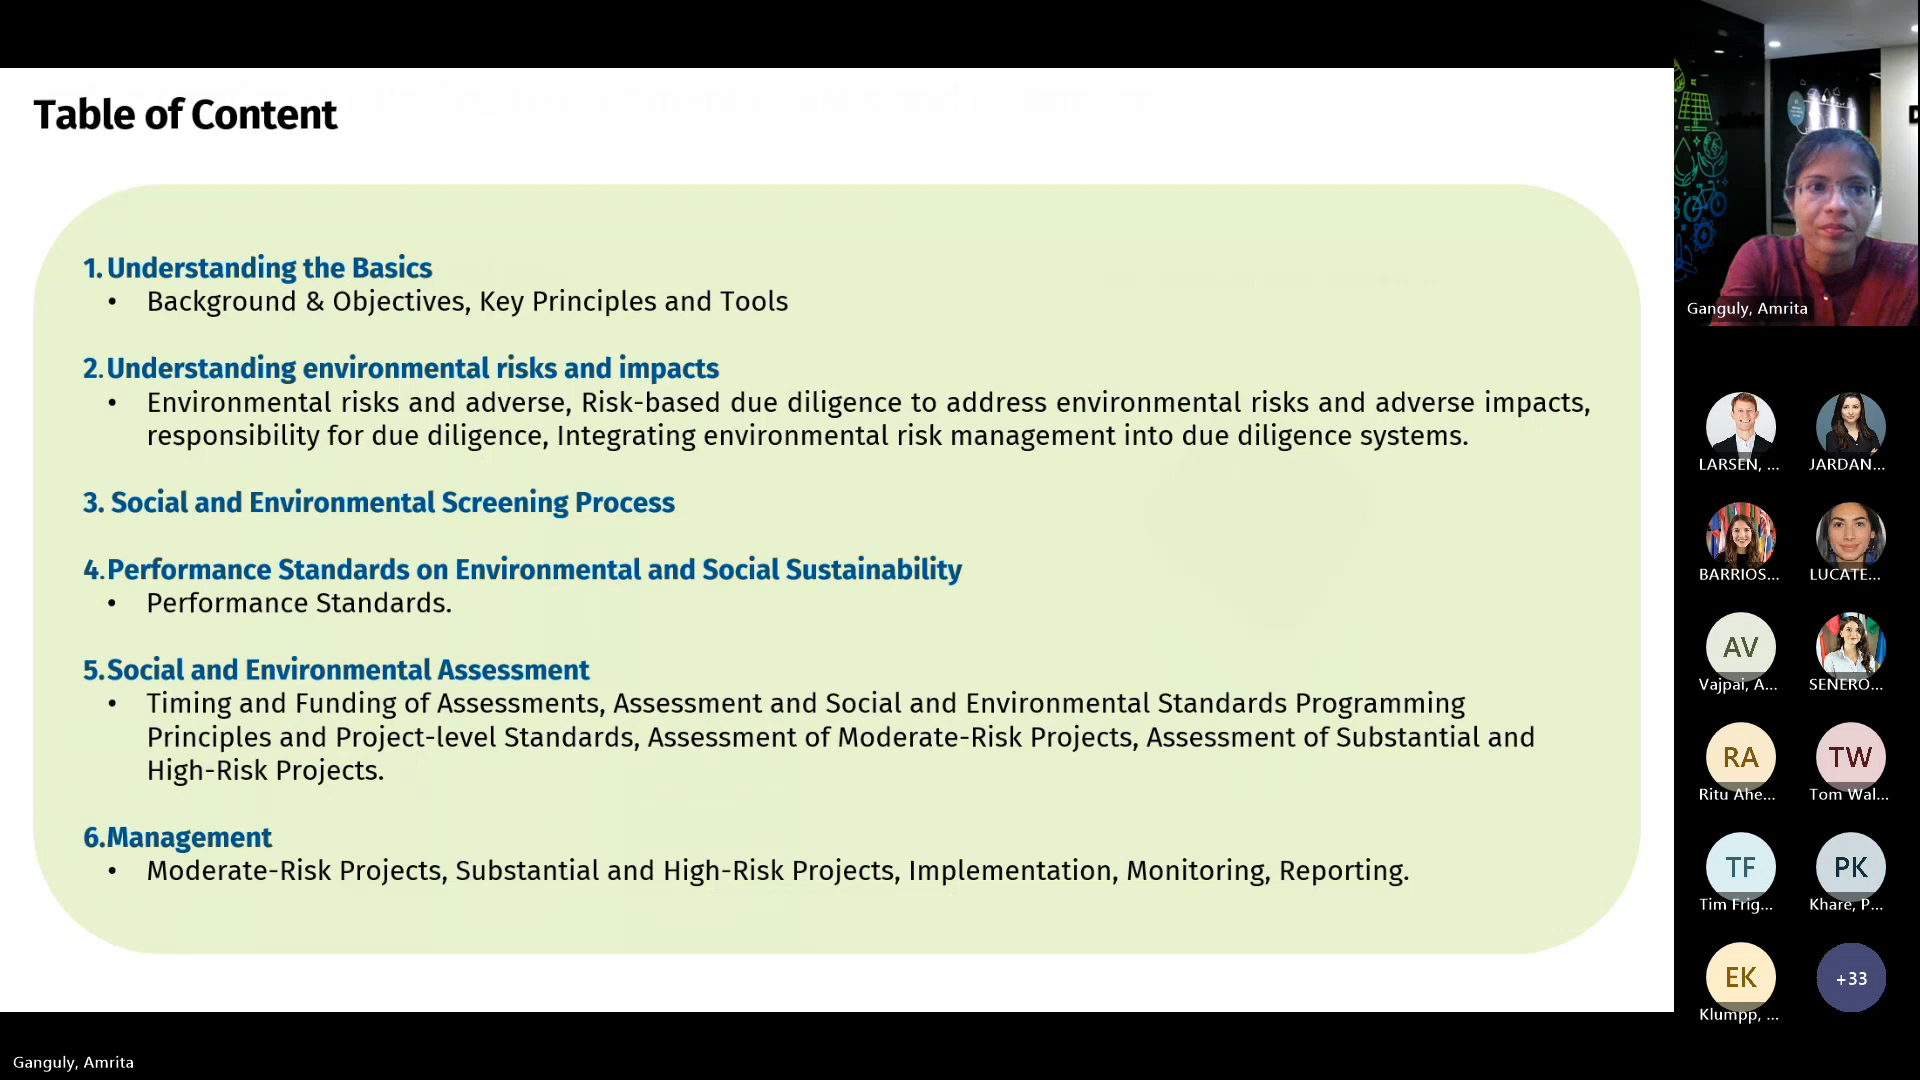 Table of Content
1. Understanding the Basics
• Background & Objectives, Key Principles and Tools
2. Understanding environmental risks and impacts
• Environmental risks and adverse, Risk-based due diligence to address environmental risks and adverse impacts,
responsibility for due diligence, Integrating environmental risk management into due diligence systems.
3. Social and Environmental Screening Process
4. Performance Standards on Environmental and Social Sustainability
• Performance Standards.
5. Social and Environmental Assessment
• Timing and Funding of Assessments, Assessment and Social and Environmental Standards Programming
Principles and Project-level Standards, Assessment of Moderate-Risk Projects, Assessment of Substantial and
High-Risk Projects.
6. Management
• Moderate-Risk Projects, Substantial and High-Risk Projects, Implementation, Monitoring, Reporting.
Ganguly, Amrita
LARSEN, ...
JARDAN...
BARRIOS...
LUCATE...
AV
Vajpai, A...
SENERO...
RA
Ritu Ahe...
TW
Tom Wal...
TF
Tim Frig...
PK
Khare, P...
EK
Klumpp, ...
+33
Ganguly, Amrita